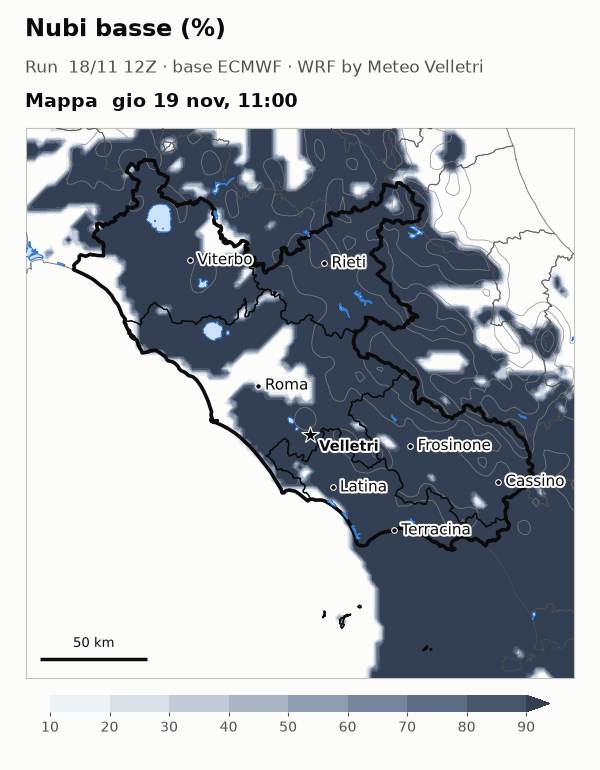 Nubi basse (%)
Run  18/11 12Z · base ECMWF · WRF by Meteo Velletri
Mappa  gio 19 nov, 11:00
Viterbo
Rieti
Roma
Velletri
Frosinone
Cassino
Latina
Terracina
50 km
10 20 30 40 50 60 70 80 90